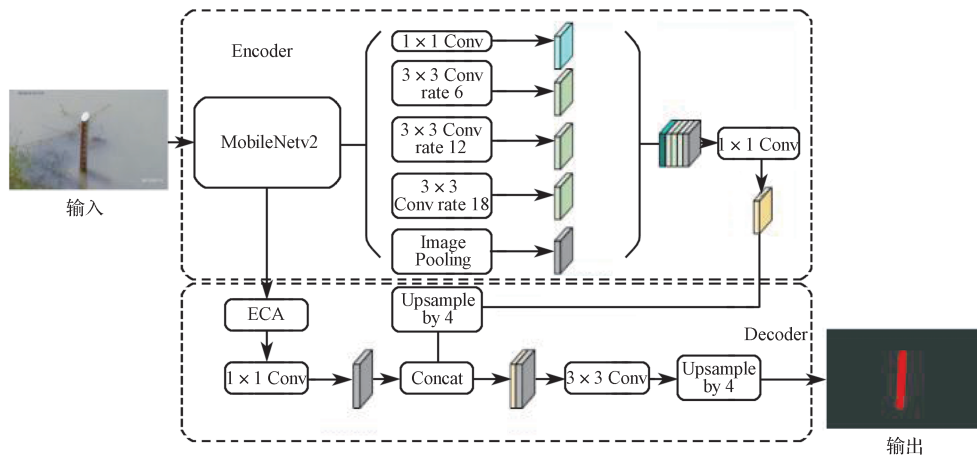 Encoder
MobileNetv2
1 × 1 Conv
3 × 3 Conv
rate 6
3 × 3 Conv
rate 12
3 × 3
Conv rate 18
Image
Pooling
1 × 1 Conv
输入
ECA
1 × 1 Conv
Upsample
by 4
Concat
3 × 3 Conv
Upsample
by 4
Decoder
输出